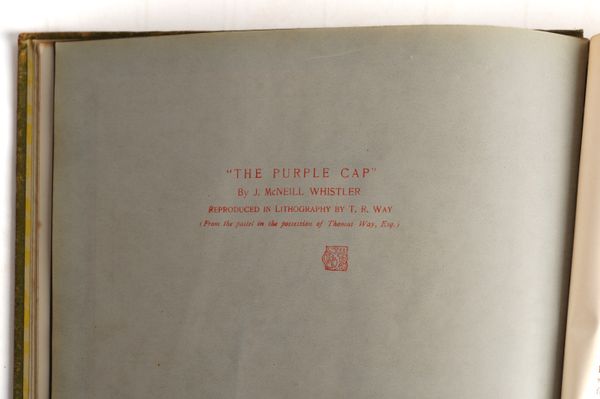 "THE PURPLE CAP"
By J. McNEILL WHISTLER
REPRODUCED IN LITHOGRAPHY BY T. R. WAY
(From the pastel in the possession of Thomas Way, Esq.)